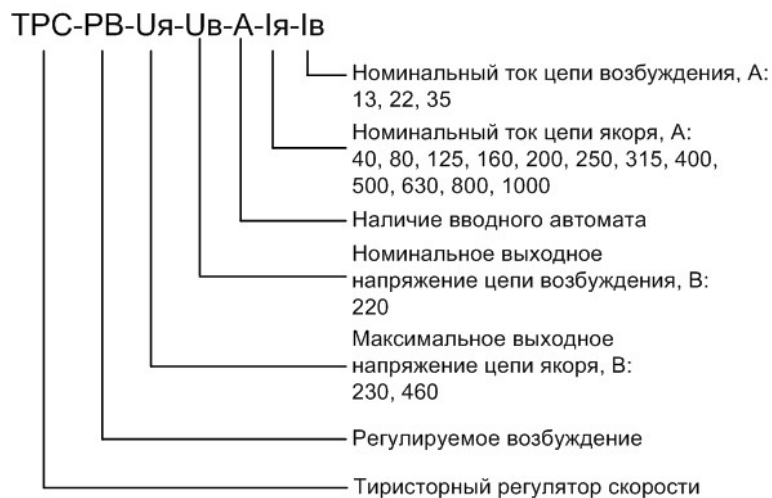 ТРС-РВ-Uя-Uв-А-Iя-Iв
Номинальный ток цепи возбуждения, А:
13, 22, 35
Номинальный ток цепи якоря, А:
40, 80, 125, 160, 200, 250, 315, 400,
500, 630, 800, 1000
Наличие вводного автомата
Номинальное выходное
напряжение цепи возбуждения, В:
220
Максимальное выходное
напряжение цепи якоря, В:
230, 460
Регулируемое возбуждение
Тиристорный регулятор скорости